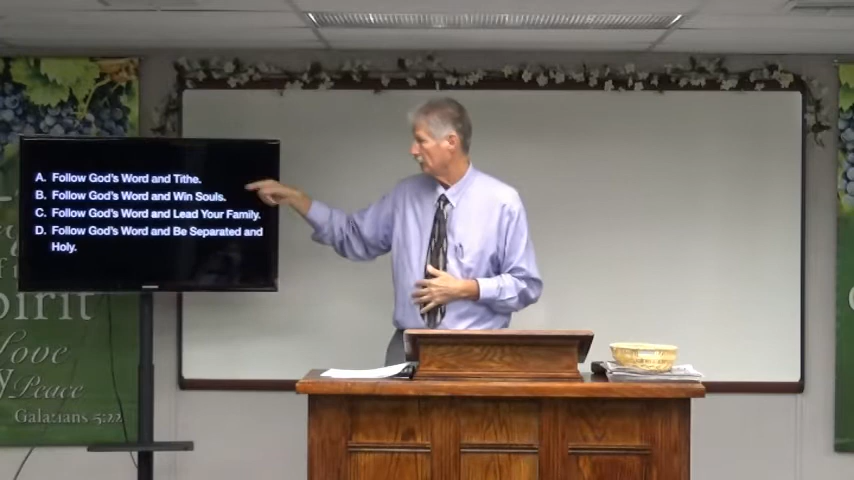 A. Follow God's Word and Tithe.
B. Follow God's Word and Win Souls.
C. Follow God's Word and Lead Your Family.
D. Follow God's Word and Be Separated and
Holy.
Spirit
Love
Peace
Galatians 5:22